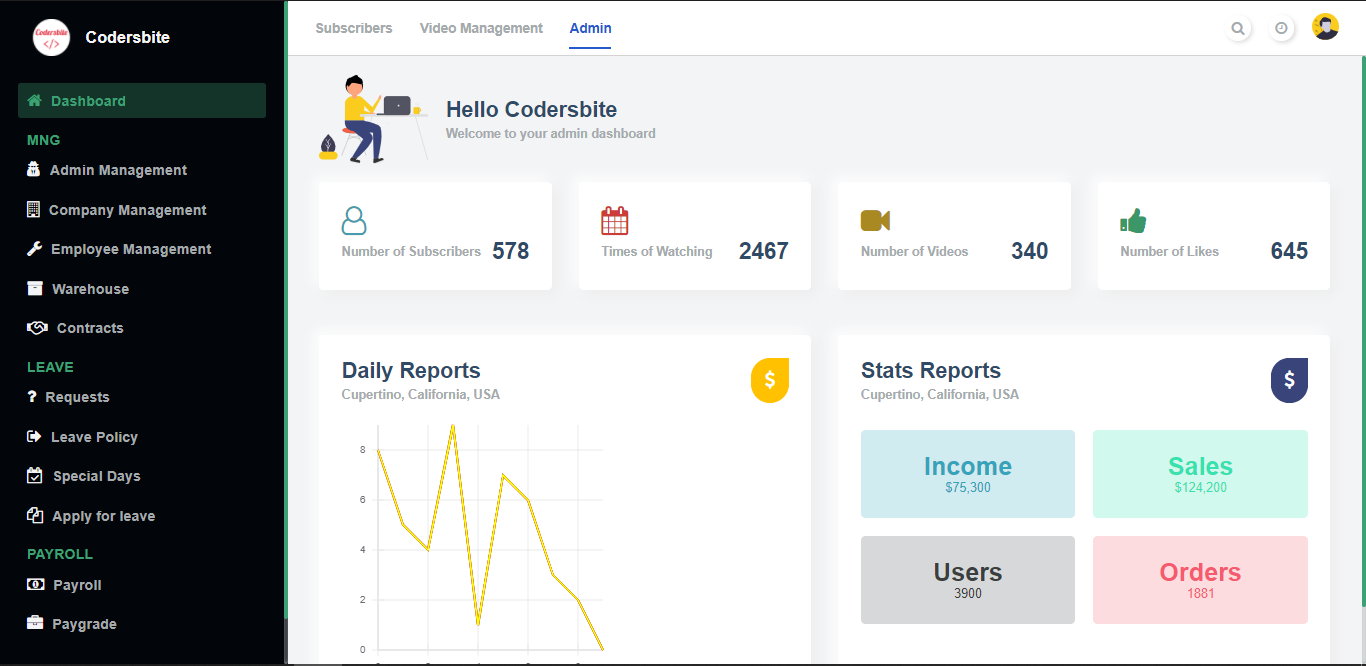 Codersbite
</>
Codersbite
Dashboard
MNG
Admin Management
Company Management
Employee Management
Warehouse
Contracts
LEAVE
? Requests
Leave Policy
Special Days
Apply for leave
PAYROLL
Payroll
Paygrade
Subscribers Video Management Admin
Hello Codersbite
Welcome to your admin dashboard
Number of Subscribers 578
Times of Watching 2467
Number of Videos 340
Number of Likes 645
Daily Reports
Cupertino, California, USA
$
8
6
4
2
0
Stats Reports
Cupertino, California, USA
$
Income
$75,300
Sales
$124,200
Users
3900
Orders
1881